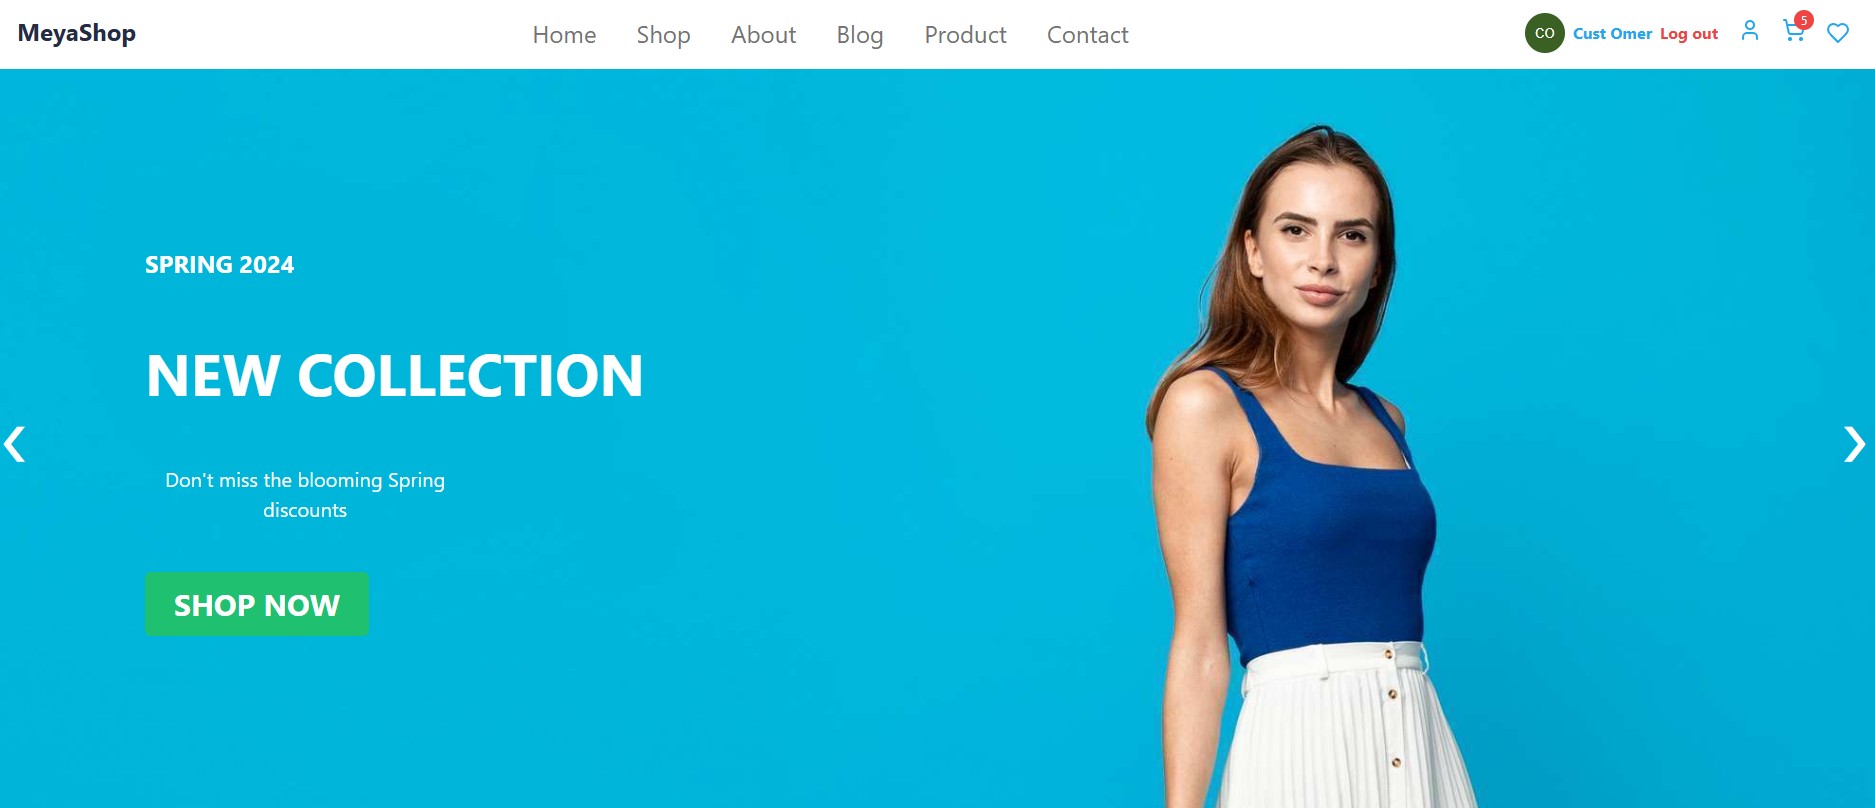 MeyaShop
Home Shop About Blog Product Contact
CO Cust Omer Log out 5
SPRING 2024
NEW COLLECTION
Don't miss the blooming Spring
discounts
SHOP NOW